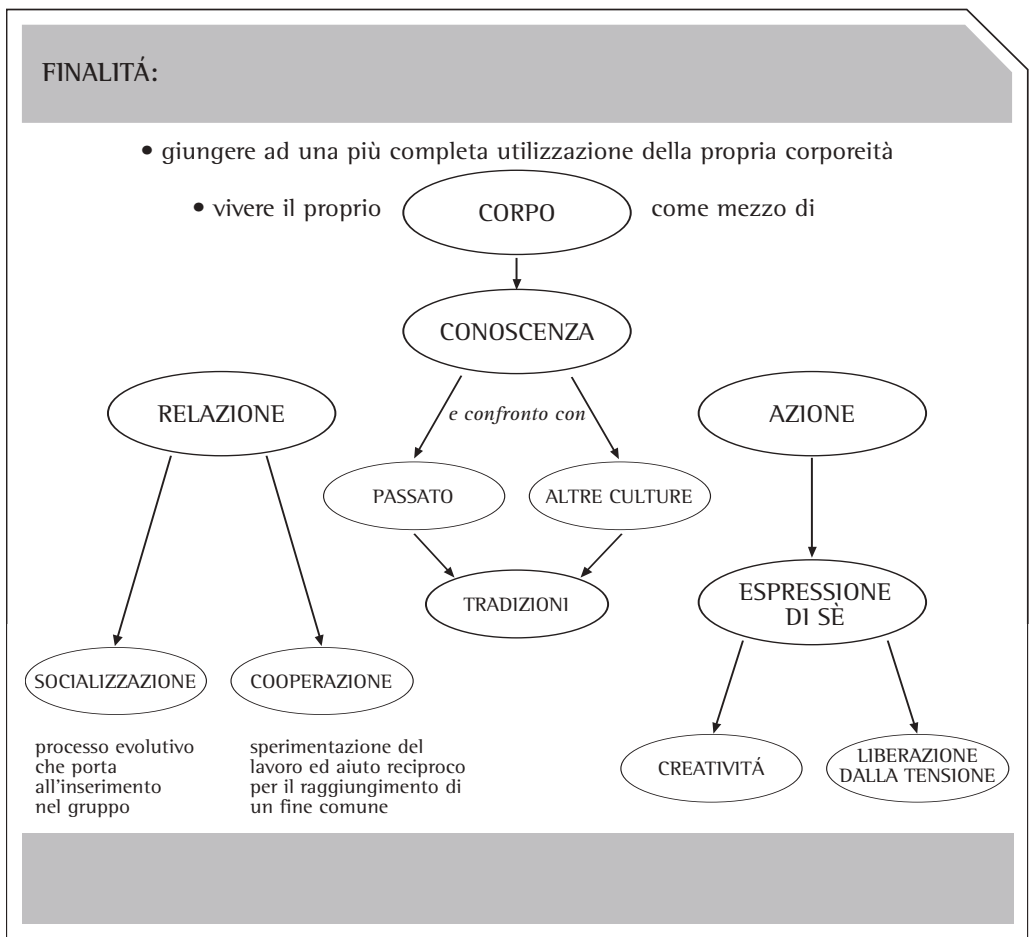 FINALITÁ:
• giungere ad una più completa utilizzazione della propria corporeità
• vivere il proprio CORPO come mezzo di
CONOSCENZA
RELAZIONE
e confronto con
AZIONE
PASSATO
ALTRE CULTURE
TRADIZIONI
ESPRESSIONE
DI SÈ
SOCIALIZZAZIONE
COOPERAZIONE
processo evolutivo
che porta
all'inserimento
nel gruppo
sperimentazione del
lavoro ed aiuto reciproco
per il raggiungimento di
un fine comune
CREATIVITÁ
LIBERAZIONE
DALLA TENSIONE